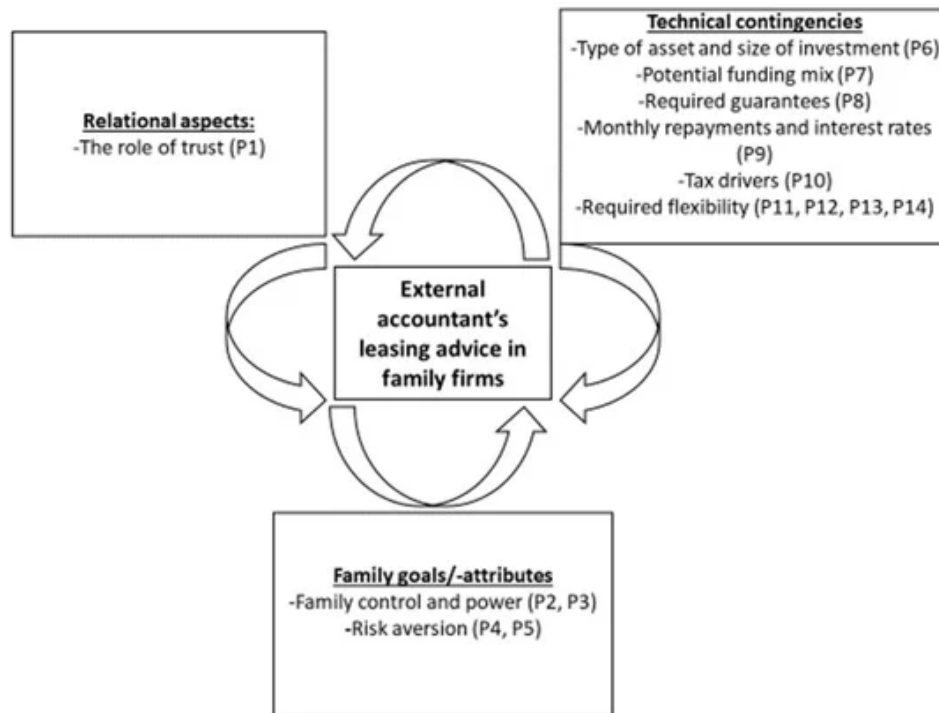 Relational aspects:
-The role of trust (P1)
Technical contingencies
-Type of asset and size of investment (P6)
-Potential funding mix (P7)
-Required guarantees (P8)
-Monthly repayments and interest rates
(P9)
-Tax drivers (P10)
-Required flexibility (P11, P12, P13, P14)
External
accountant's
leasing advice in
family firms
Family goals/-attributes
-Family control and power (P2, P3)
-Risk aversion (P4, P5)